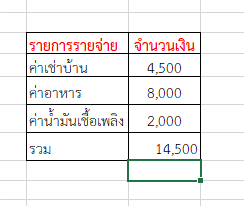 รายการรายจ่าย จำนวนเงิน
ค่าเช่าบ้าน 4,500
ค่าอาหาร 8,000
ค่าน้ำมันเชื้อเพลิง 2,000
รวม 14,500